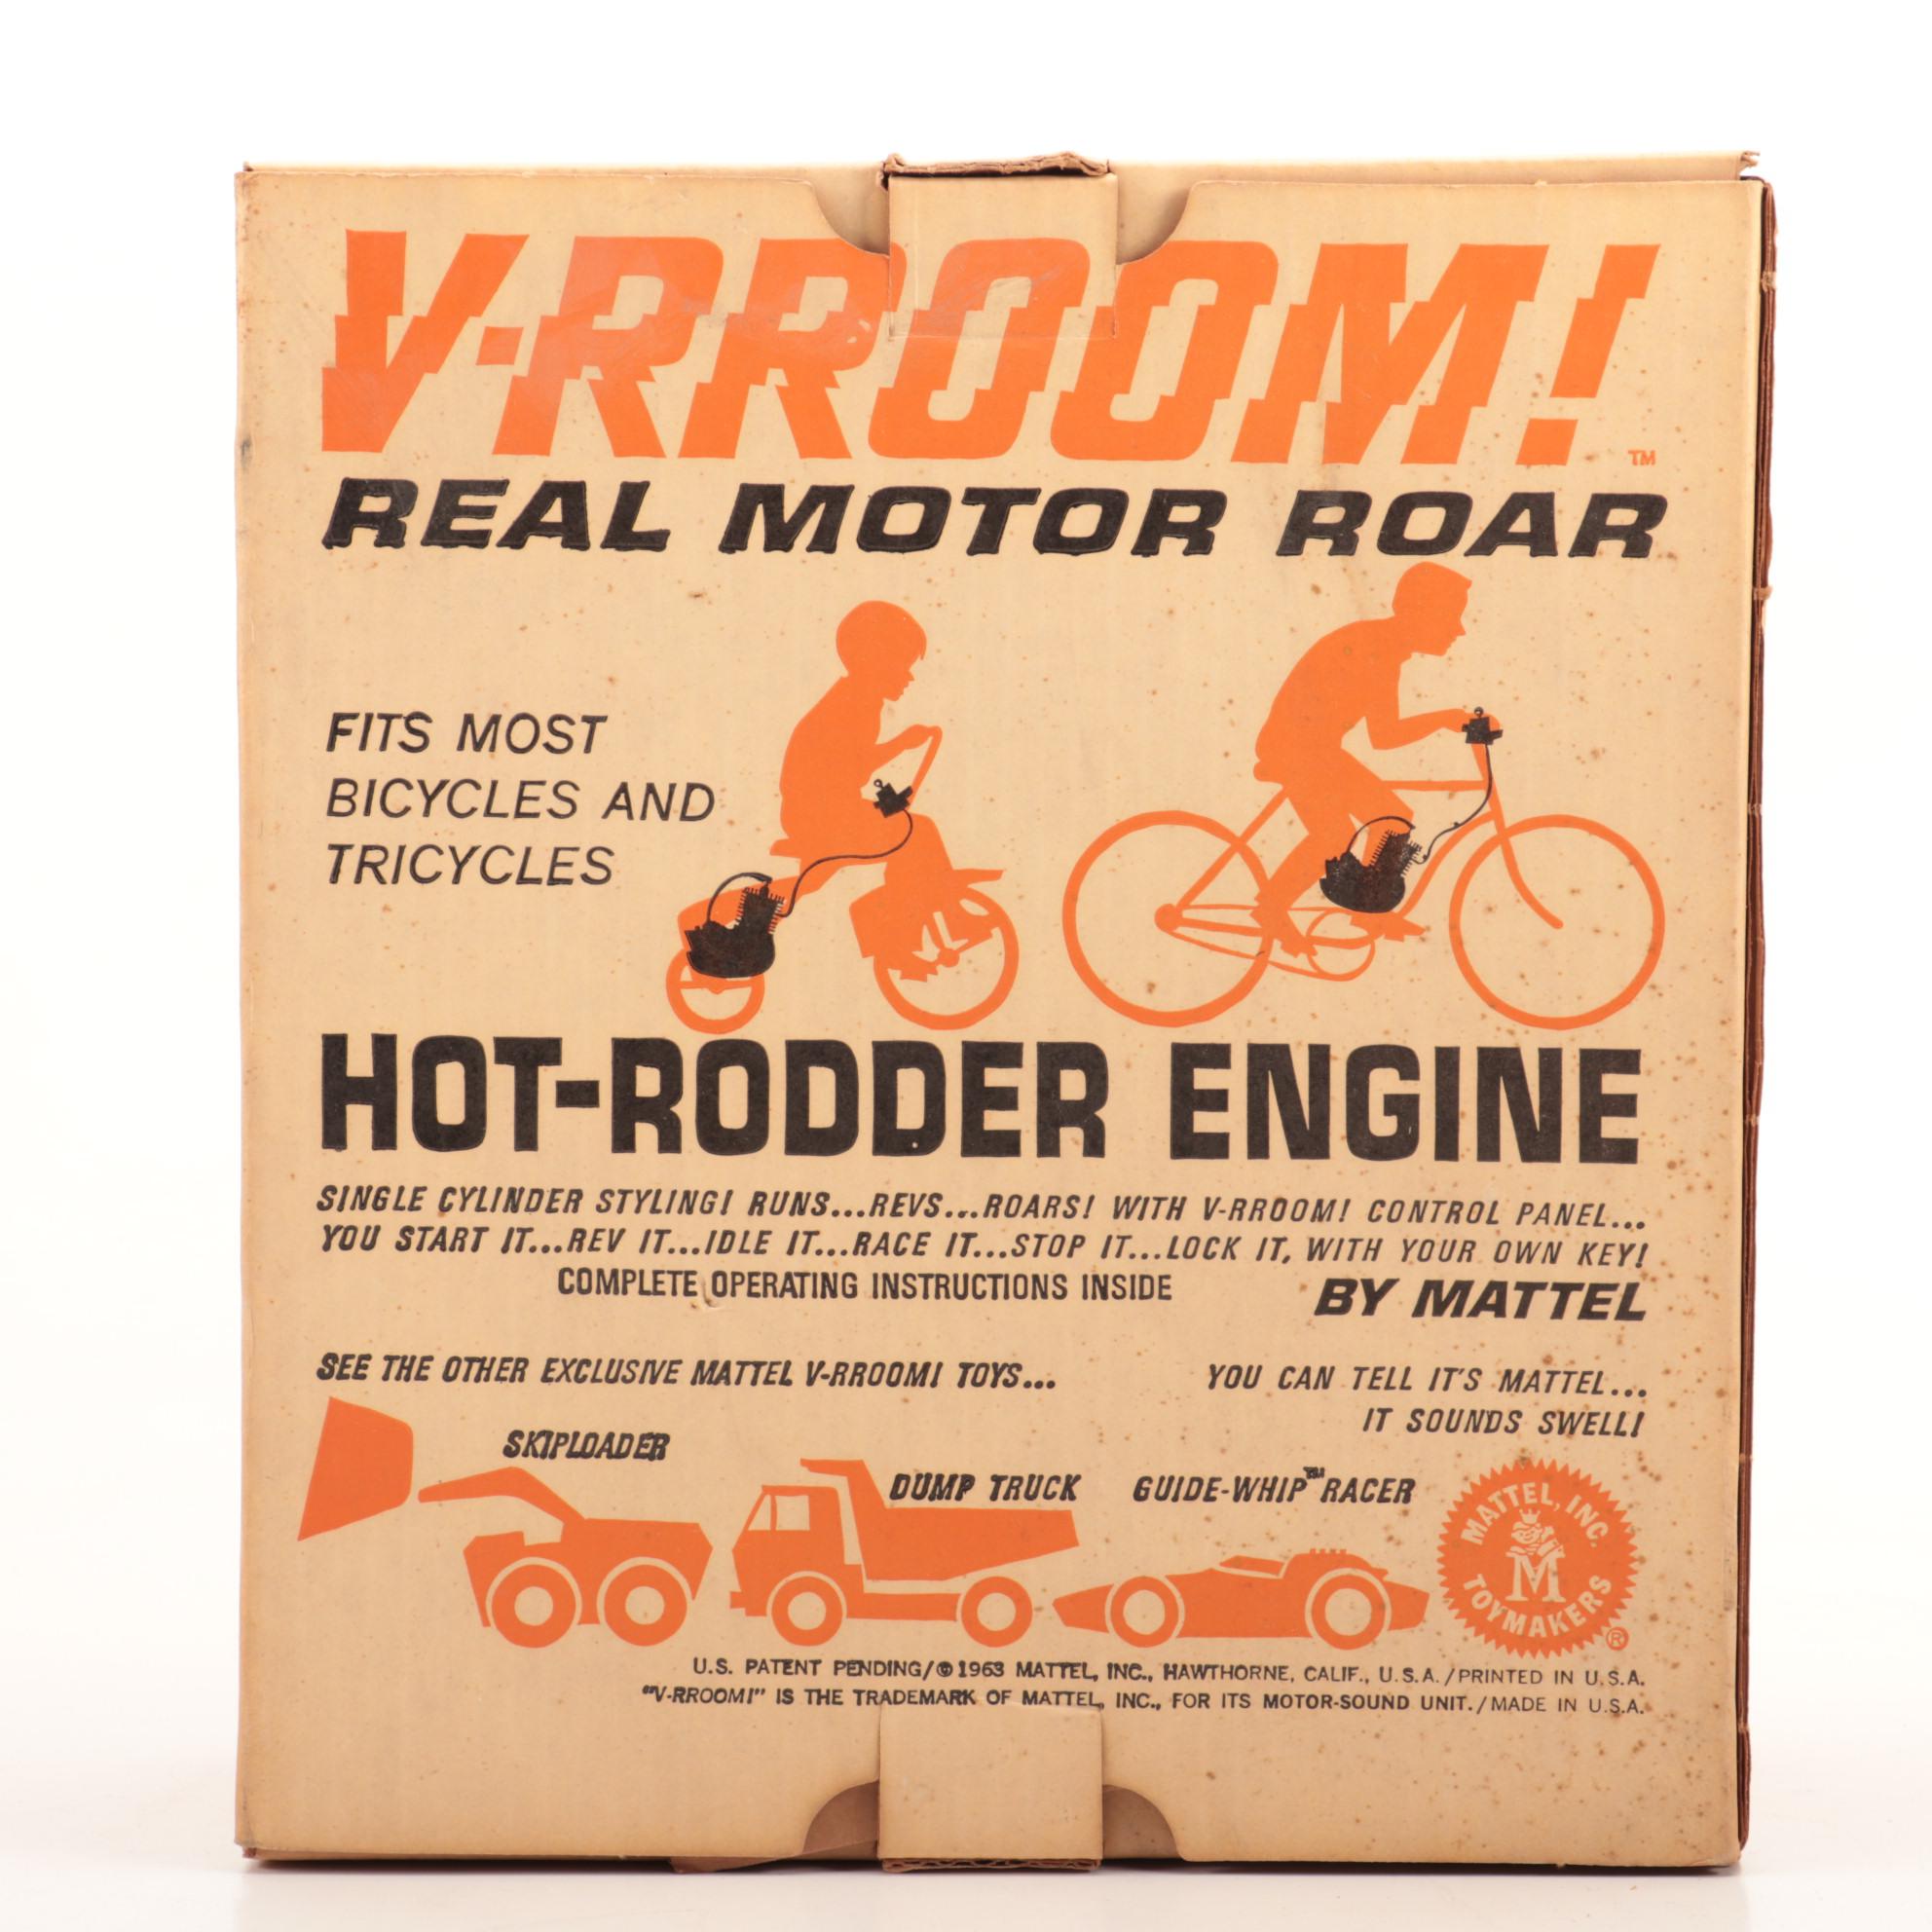 V-RROOM! TM
REAL MOTOR ROAR
FITS MOST
BICYCLES AND
TRICYCLES
HOT-RODDER ENGINE
SINGLE CYLINDER STYLING! RUNS...REVS...ROARS! WITH V-RROOM! CONTROL PANEL...
YOU START IT...REV IT...IDLE IT...RACE IT...STOP IT...LOCK IT, WITH YOUR OWN KEY!
COMPLETE OPERATING INSTRUCTIONS INSIDE
BY MATTEL
SEE THE OTHER EXCLUSIVE MATTEL V-RROOM! TOYS...
YOU CAN TELL IT'S MATTEL...
IT SOUNDS SWELL!
SKIPLOADER
DUMP TRUCK
GUIDE-WHIP™ RACER
MATTEL, INC.
M
TOYMAKERS
®
U.S. PATENT PENDING/©1963 MATTEL, INC., HAWTHORNE, CALIF., U.S.A./PRINTED IN U.S.A.
"V-RROOM!" IS THE TRADEMARK OF MATTEL, INC., FOR ITS MOTOR-SOUND UNIT./MADE IN U.S.A.